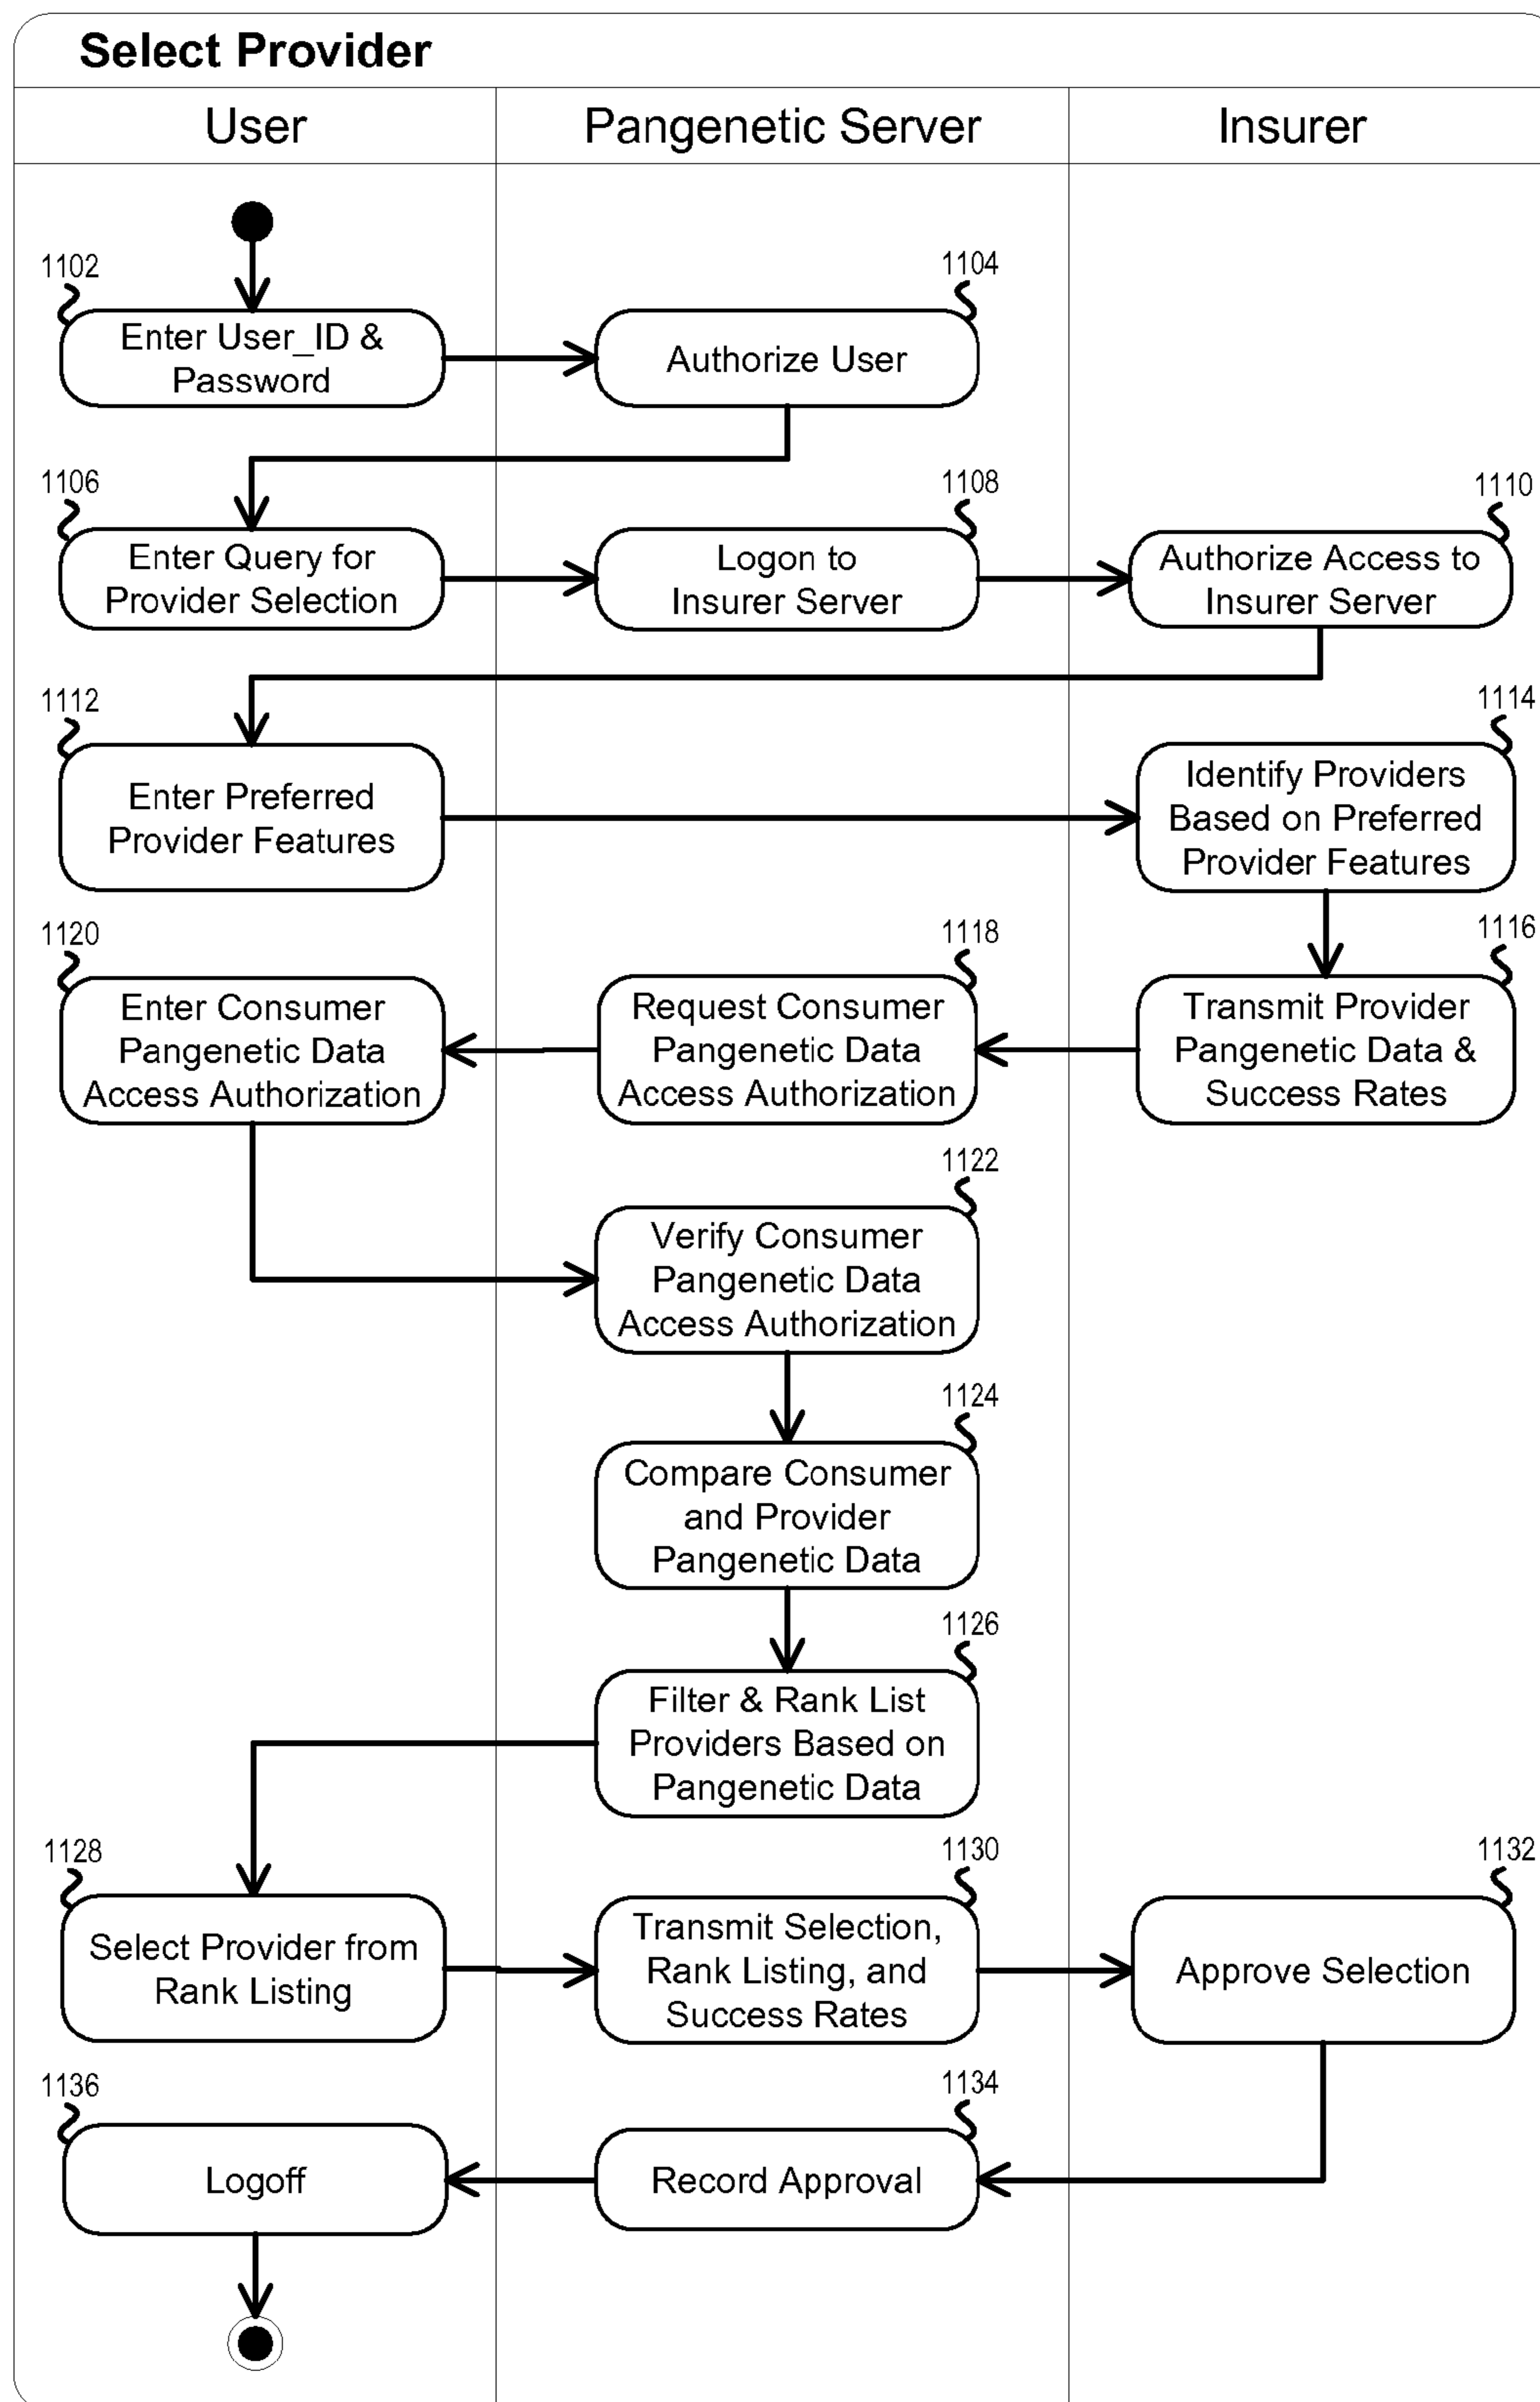 Select Provider
User
Pangenetic Server
Insurer
1102
Enter User_ID &
Password
1104
Authorize User
1106
Enter Query for
Provider Selection
1108
Logon to
Insurer Server
1110
Authorize Access to
Insurer Server
1112
Enter Preferred
Provider Features
1114
Identify Providers
Based on Preferred
Provider Features
1116
Transmit Provider
Pangenetic Data &
Success Rates
1118
Request Consumer
Pangenetic Data
Access Authorization
1120
Enter Consumer
Pangenetic Data
Access Authorization
1122
Verify Consumer
Pangenetic Data
Access Authorization
1124
Compare Consumer
and Provider
Pangenetic Data
1126
Filter & Rank List
Providers Based on
Pangenetic Data
1128
Select Provider from
Rank Listing
1130
Transmit Selection,
Rank Listing, and
Success Rates
1132
Approve Selection
1134
Record Approval
1136
Logoff